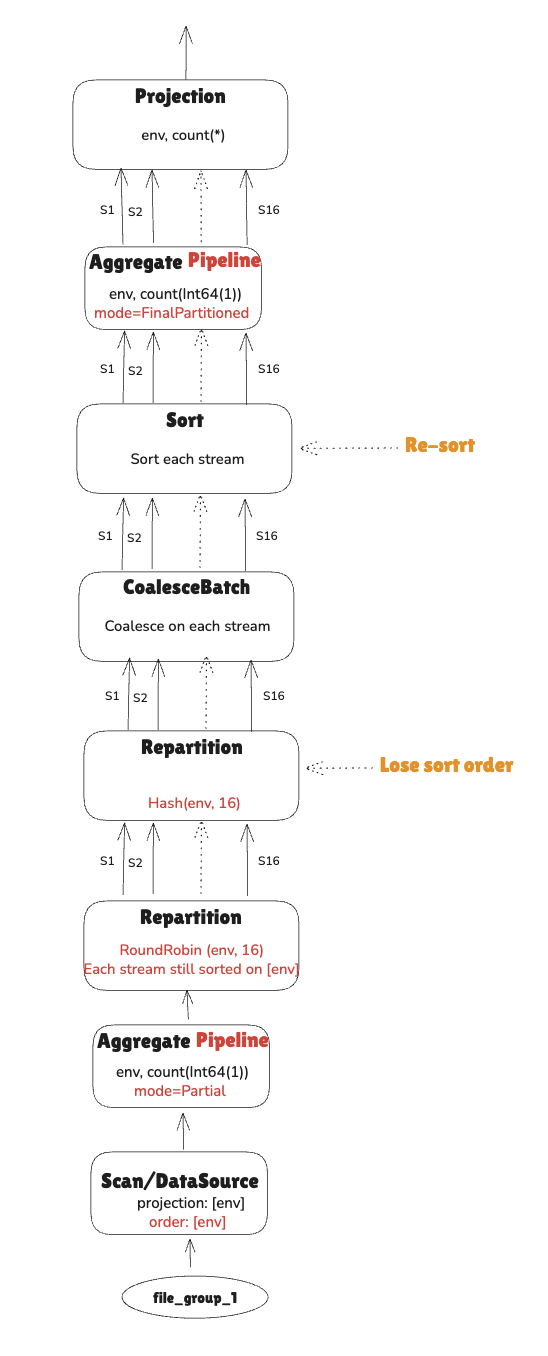 Projection
env, count(*)
S1 S2 S16
Aggregate Pipeline
env, count(Int64(1))
mode=FinalPartitioned
S1 S2 S16
Sort
Sort each stream
Re-sort
S1 S2 S16
CoalesceBatch
Coalesce on each stream
S1 S2 S16
Repartition
Lose sort order
Hash(env, 16)
S1 S2 S16
Repartition
RoundRobin (env, 16)
Each stream still sorted on [env]
Aggregate Pipeline
env, count(Int64(1))
mode=Partial
Scan/DataSource
projection: [env]
order: [env]
file_group_1